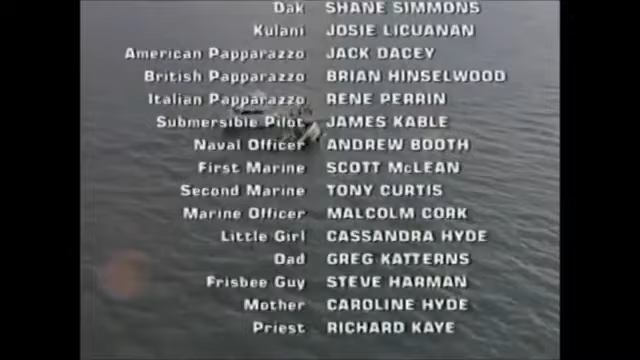 Dak SHANE SIMMONS
Kulani JOSIE LICUANAN
American Papparazzo JACK DACEY
British Papparazzo BRIAN HINSELWOOD
Italian Papparazzo RENE PERRIN
Submersible Pilot JAMES KABLE
Naval Officer ANDREW BOOTH
First Marine SCOTT McLEAN
Second Marine TONY CURTIS
Marine Officer MALCOLM CORK
Little Girl CASSANDRA HYDE
Dad GREG KATTERNS
Frisbee Guy STEVE HARMAN
Mother CAROLINE HYDE
Priest RICHARD KAYE